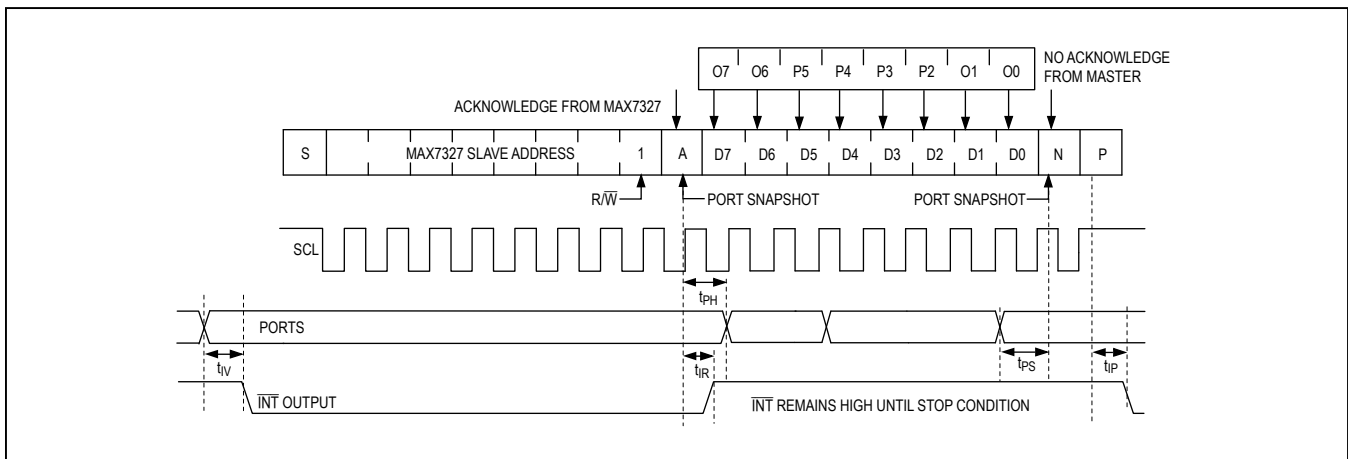 O7 O6 P5 P4 P3 P2 O1 O0
NO ACKNOWLEDGE
FROM MASTER
ACKNOWLEDGE FROM MAX7327
S MAX7327 SLAVE ADDRESS 1 A D7 D6 D5 D4 D3 D2 D1 D0 N P
R/W̅ PORT SNAPSHOT PORT SNAPSHOT
SCL
tPH
PORTS
tIV tIR tPS tIP
I̅N̅T̅ OUTPUT I̅N̅T̅ REMAINS HIGH UNTIL STOP CONDITION